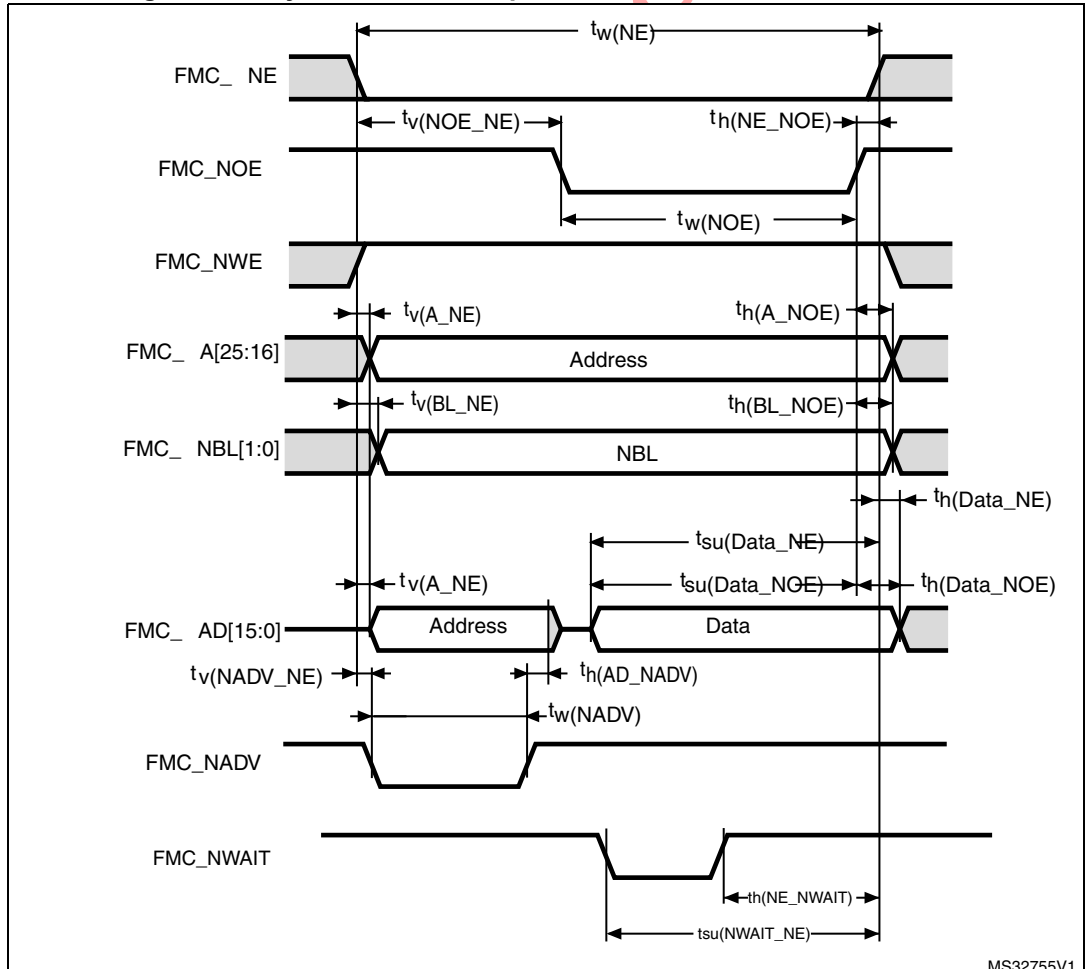 tw(NE)
FMC_ NE
tv(NOE_NE)
th(NE_NOE)
FMC_NOE
tw(NOE)
FMC_NWE
tv(A_NE)
th(A_NOE)
FMC_ A[25:16]
Address
tv(BL_NE)
th(BL_NOE)
FMC_ NBL[1:0]
NBL
th(Data_NE)
tsu(Data_NE)
tv(A_NE)
tsu(Data_NOE)
th(Data_NOE)
FMC_ AD[15:0]
Address
Data
tv(NADV_NE)
th(AD_NADV)
tw(NADV)
FMC_NADV
FMC_NWAIT
th(NE_NWAIT)
tsu(NWAIT_NE)
MS32755V1